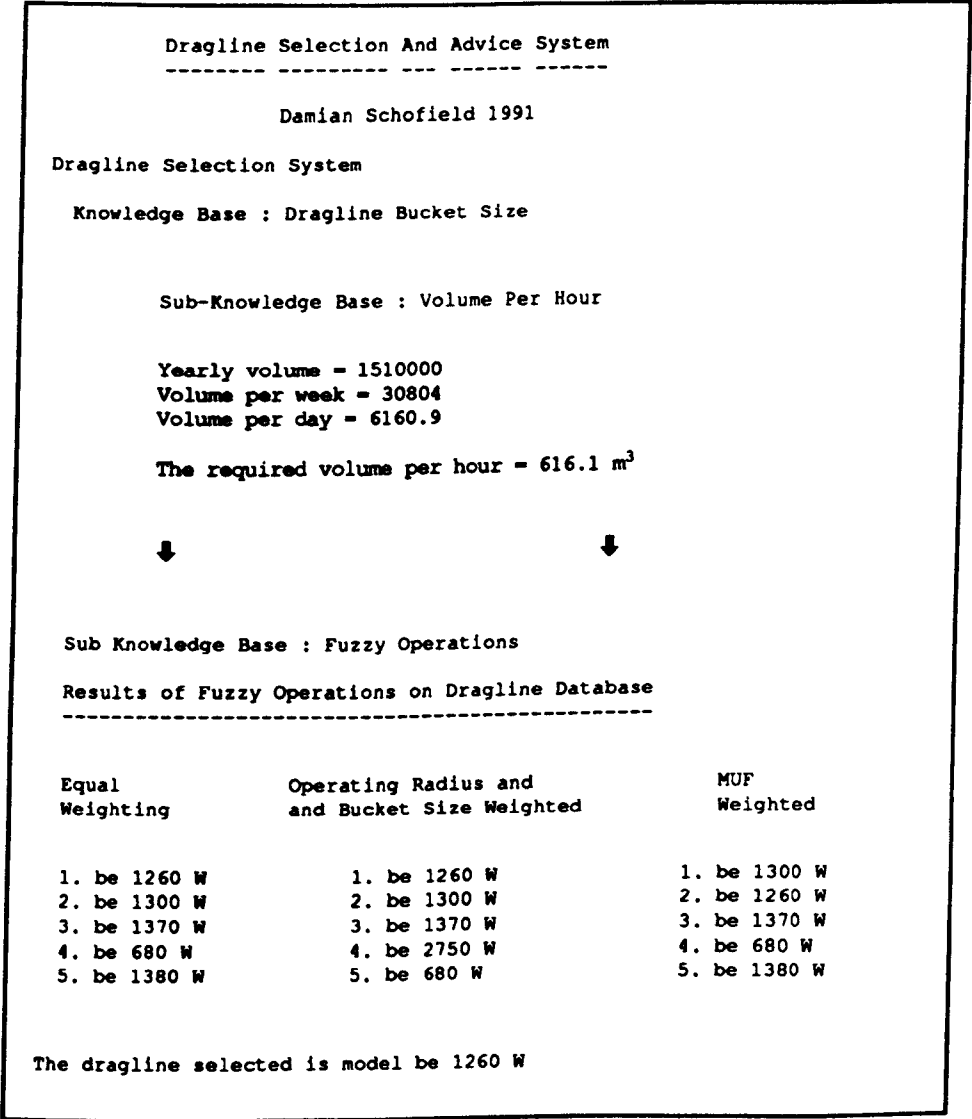 Dragline Selection And Advice System
-------- --------- --- ------ ------
Damian Schofield 1991
Dragline Selection System
Knowledge Base : Dragline Bucket Size
Sub-Knowledge Base : Volume Per Hour
Yearly volume = 1510000
Volume per week = 30804
Volume per day = 6160.9
The required volume per hour = 616.1 m³
Sub Knowledge Base : Fuzzy Operations
Results of Fuzzy Operations on Dragline Database
------------------------------------------------
Equal Operating Radius and MUF
Weighting and Bucket Size Weighted Weighted
1. be 1260 W 1. be 1260 W 1. be 1300 W
2. be 1300 W 2. be 1300 W 2. be 1260 W
3. be 1370 W 3. be 1370 W 3. be 1370 W
4. be 680 W 4. be 2750 W 4. be 680 W
5. be 1380 W 5. be 680 W 5. be 1380 W
The dragline selected is model be 1260 W